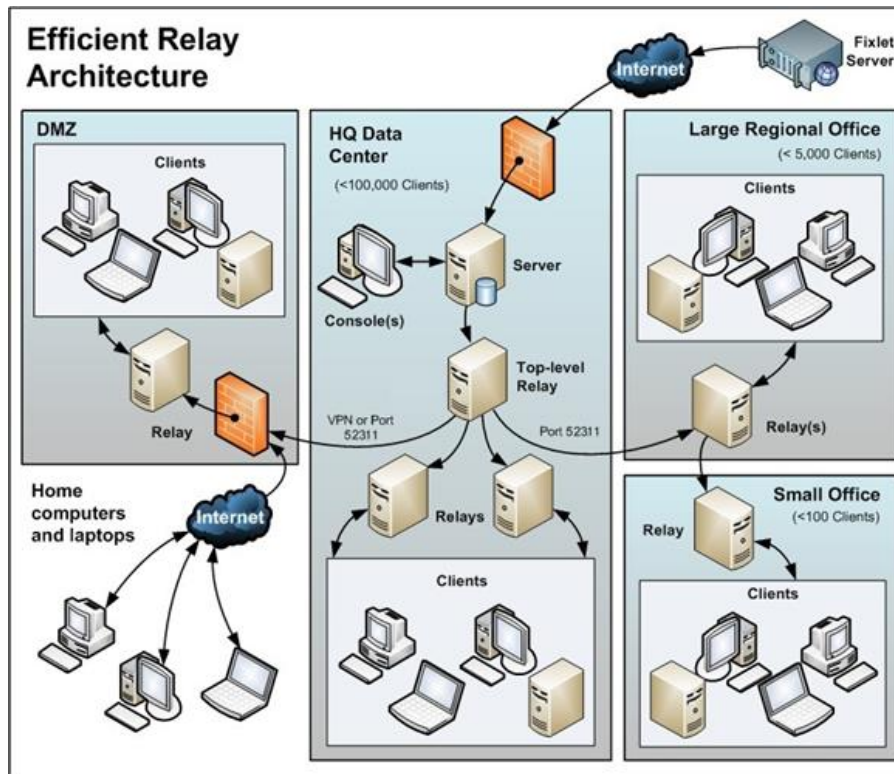 Efficient Relay
Architecture
Internet
Fixlet
Server
DMZ
Clients
Relay
Home
computers
and laptops
Internet
HQ Data
Center
(<100,000 Clients)
Server
Console(s)
Top-level
Relay
VPN or Port
52311
Port 52311
Relays
Clients
Large Regional Office
(< 5,000 Clients)
Clients
Relay(s)
Small Office
(<100 Clients)
Relay
Clients